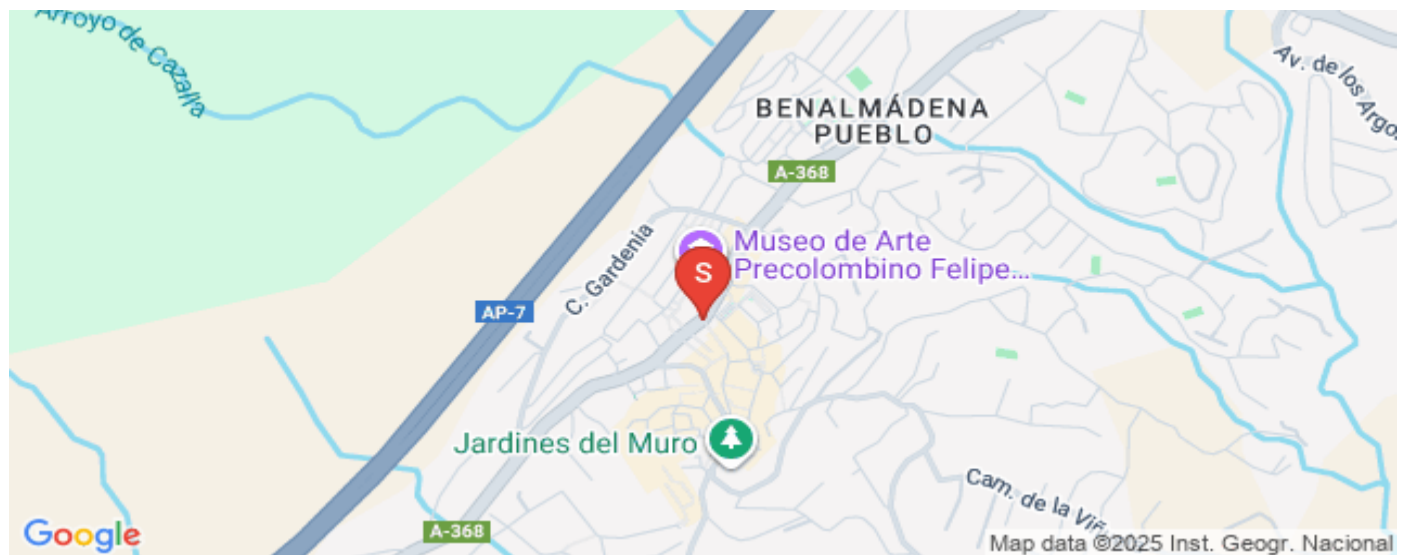 Arroyo de Cazalla
BENALMÁDENA
PUEBLO
Av. de los Argo
A-368
C. Gardenia
Museo de Arte
Precolombino Felipe...
S
AP-7
Jardines del Muro
Cam. de la Viñ
A-368
Google
Map data ©2025 Inst. Geogr. Nacional